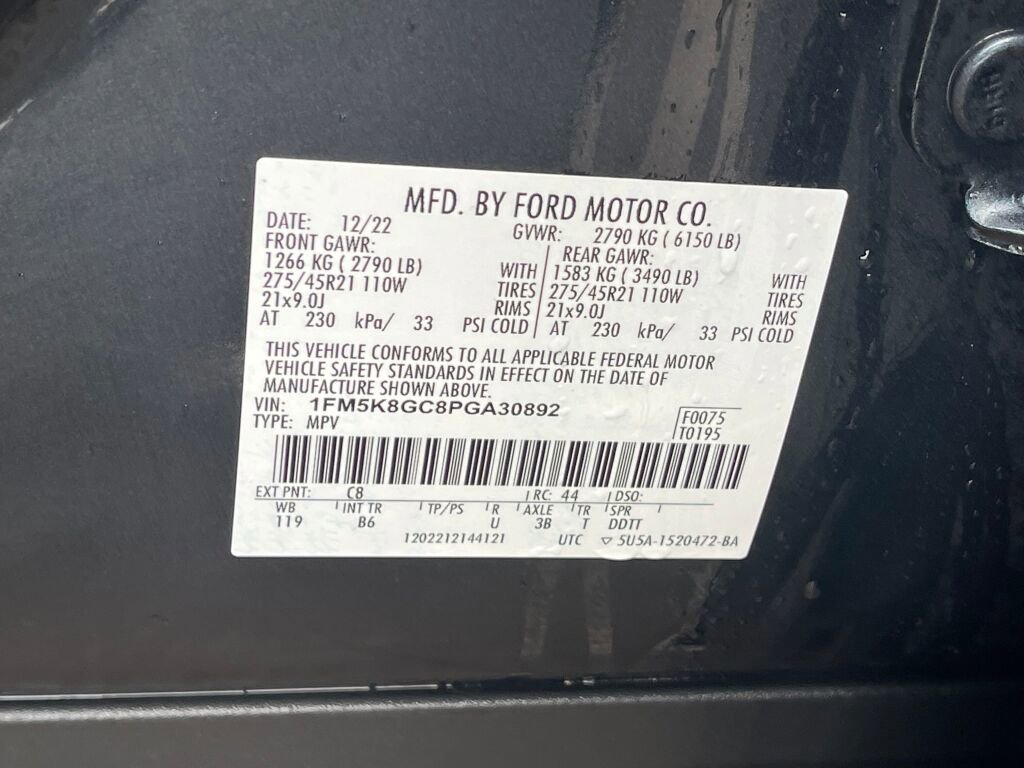 MFD. BY FORD MOTOR CO.
DATE: 12/22 GVWR: 2790 KG ( 6150 LB)
FRONT GAWR: REAR GAWR:
1266 KG ( 2790 LB) WITH 1583 KG ( 3490 LB) WITH
275/45R21 110W TIRES 275/45R21 110W TIRES
21x9.0J RIMS 21x9.0J RIMS
AT 230 kPa/ 33 PSI COLD AT 230 kPa/ 33 PSI COLD
THIS VEHICLE CONFORMS TO ALL APPLICABLE FEDERAL MOTOR
VEHICLE SAFETY STANDARDS IN EFFECT ON THE DATE OF
MANUFACTURE SHOWN ABOVE.
VIN: 1FM5K8GC8PGA30892 F0075
TYPE: MPV T0195
EXT PNT: C8 RC: 44 DSO:
WB INT TR TP/PS R AXLE TR SPR
119 B6 U 3B T DDTT
1202212144121 UTC ▽ 5U5A-1520472-BA